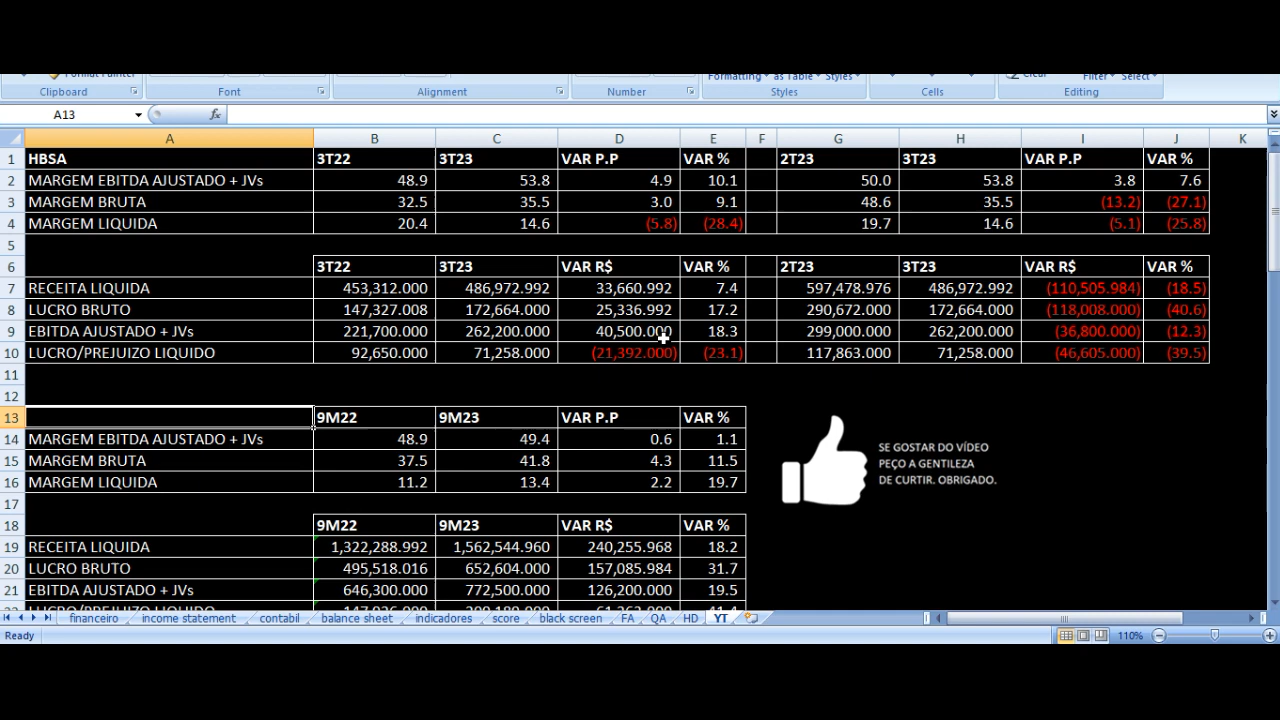 Formatting as Table Styles Clear Filter Select
Clipboard Font Alignment Number Styles Cells Editing
A13 fx
A B C D E F G H I J K
1 HBSA 3T22 3T23 VAR P.P VAR % 2T23 3T23 VAR P.P VAR %
2 MARGEM EBITDA AJUSTADO + JVs 48.9 53.8 4.9 10.1 50.0 53.8 3.8 7.6
3 MARGEM BRUTA 32.5 35.5 3.0 9.1 48.6 35.5 (13.2) (27.1)
4 MARGEM LIQUIDA 20.4 14.6 (5.8) (28.4) 19.7 14.6 (5.1) (25.8)
5
6 3T22 3T23 VAR R$ VAR % 2T23 3T23 VAR R$ VAR %
7 RECEITA LIQUIDA 453,312.000 486,972.992 33,660.992 7.4 597,478.976 486,972.992 (110,505.984) (18.5)
8 LUCRO BRUTO 147,327.008 172,664.000 25,336.992 17.2 290,672.000 172,664.000 (118,008.000) (40.6)
9 EBITDA AJUSTADO + JVs 221,700.000 262,200.000 40,500.000 18.3 299,000.000 262,200.000 (36,800.000) (12.3)
10 LUCRO/PREJUIZO LIQUIDO 92,650.000 71,258.000 (21,392.000) (23.1) 117,863.000 71,258.000 (46,605.000) (39.5)
11
12
13 9M22 9M23 VAR P.P VAR %
14 MARGEM EBITDA AJUSTADO + JVs 48.9 49.4 0.6 1.1
15 MARGEM BRUTA 37.5 41.8 4.3 11.5
16 MARGEM LIQUIDA 11.2 13.4 2.2 19.7
SE GOSTAR DO VÍDEO
PEÇO A GENTILEZA
DE CURTIR. OBRIGADO.
17
18 9M22 9M23 VAR R$ VAR %
19 RECEITA LIQUIDA 1,322,288.992 1,562,544.960 240,255.968 18.2
20 LUCRO BRUTO 495,518.016 652,604.000 157,085.984 31.7
21 EBITDA AJUSTADO + JVs 646,300.000 772,500.000 126,200.000 19.5
LUCRO/PREJUIZO LIQUIDO
financeiro income statement contabil balance sheet indicadores score black screen FA QA HD YT
Ready 110%